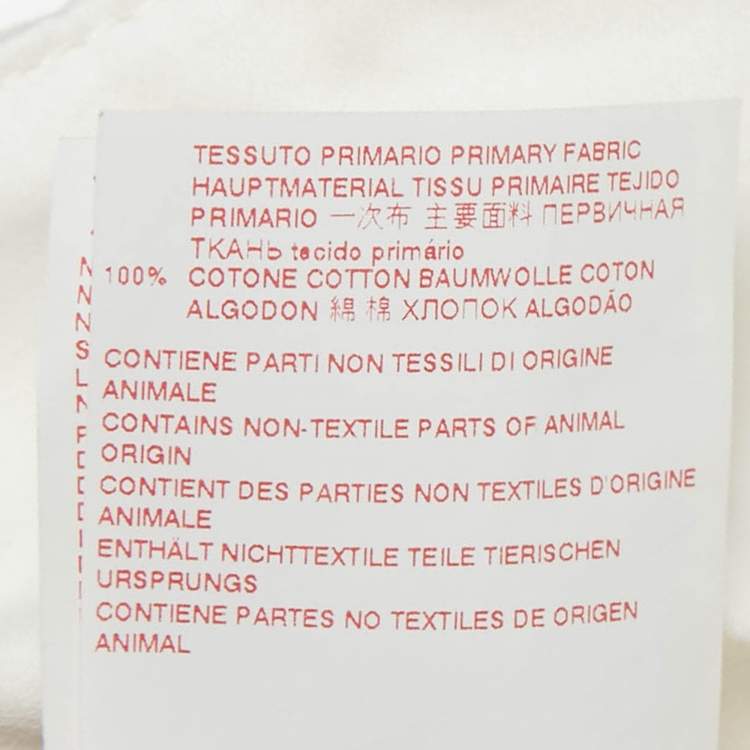 TESSUTO PRIMARIO PRIMARY FABRIC
HAUPTMATERIAL TISSU PRIMAIRE TEJIDO
PRIMARIO 一次布 主要面料 ПЕРВИЧНАЯ
ТКАНЬ tecido primário
100% COTONE COTTON BAUMWOLLE COTON
ALGODON 綿 棉 ХЛОПОК ALGODÃO
CONTIENE PARTI NON TESSILI DI ORIGINE
ANIMALE
CONTAINS NON-TEXTILE PARTS OF ANIMAL
ORIGIN
CONTIENT DES PARTIES NON TEXTILES D'ORIGINE
ANIMALE
ENTHÄLT NICHTTEXTILE TEILE TIERISCHEN
URSPRUNGS
CONTIENE PARTES NO TEXTILES DE ORIGEN
ANIMAL